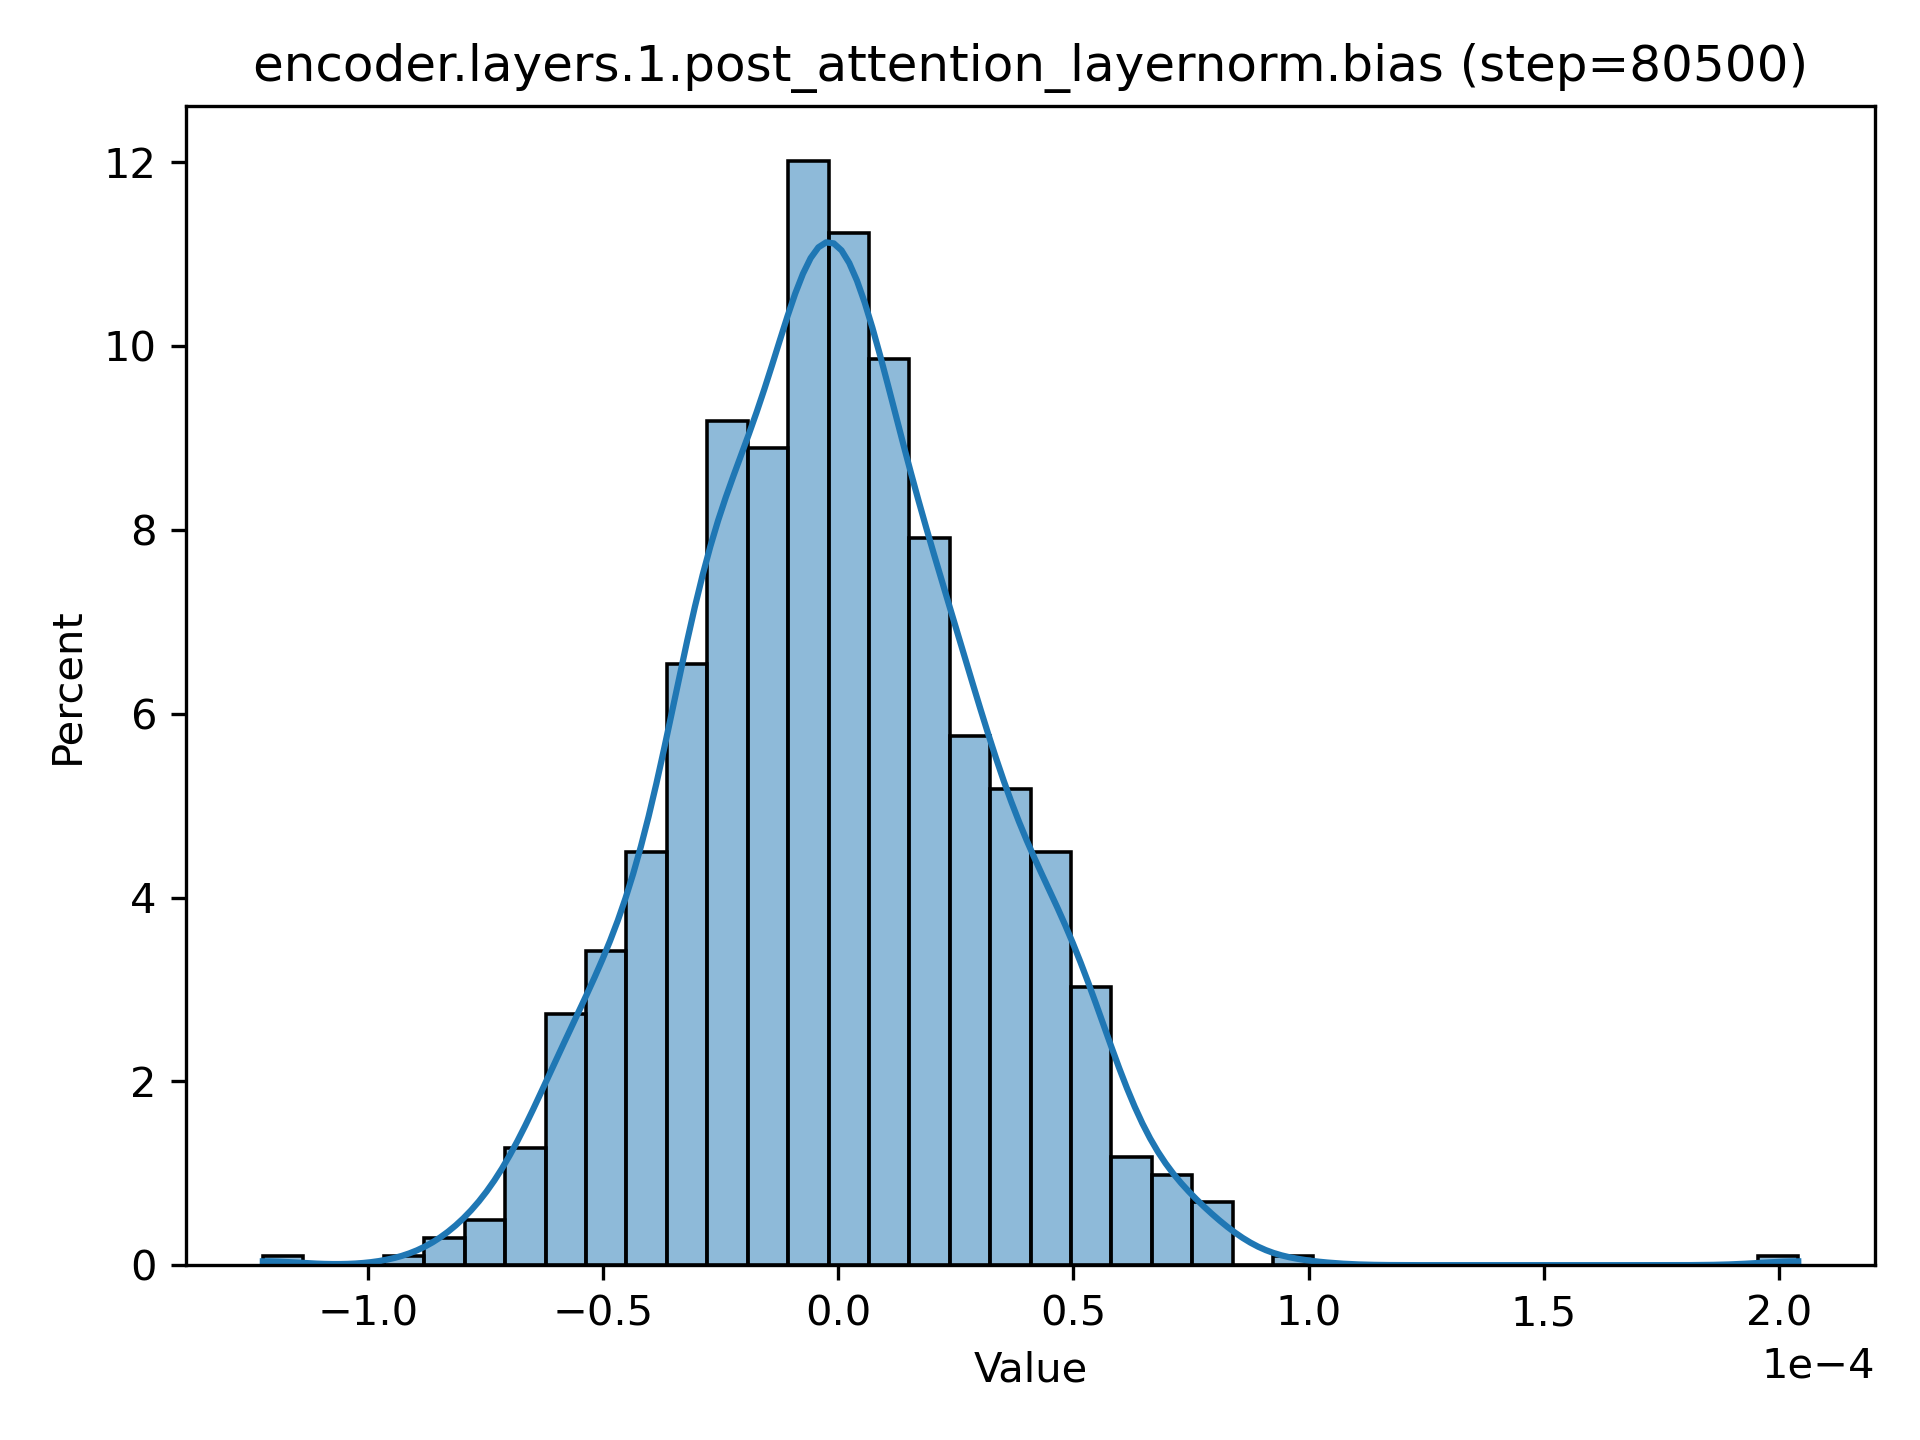 encoder.layers.1.post_attention_layernorm.bias (step=80500)
12
10
8
6
4
2
0
Percent
−1.0 −0.5 0.0 0.5 1.0 1.5 2.0
1e−4
Value